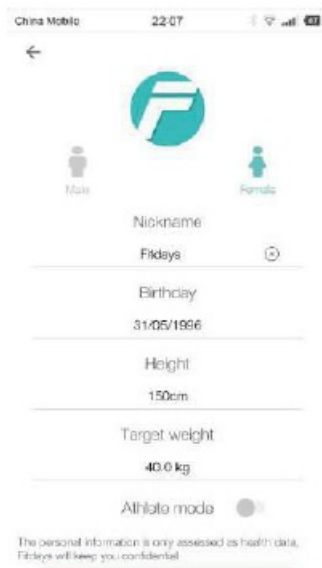 China Mobile 22:07 67
Male Female
Nickname
Fitdays
Birthday
31/05/1996
Height
150cm
Target weight
40.0 kg
Athlete mode
The personal information is only assessed as health data,
Fitdays will keep you confidential